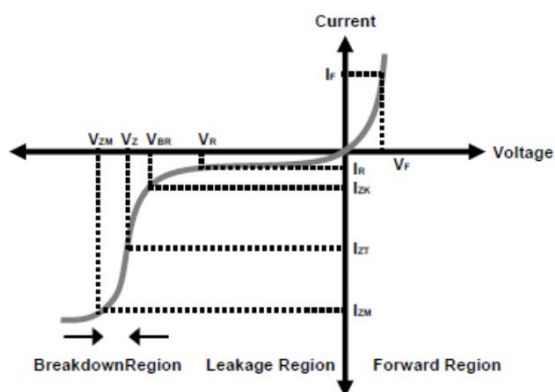 Current
IF
VZM VZ VBR VR
Voltage
VF
IR
IZK
IZT
IZM
BreakdownRegion Leakage Region Forward Region